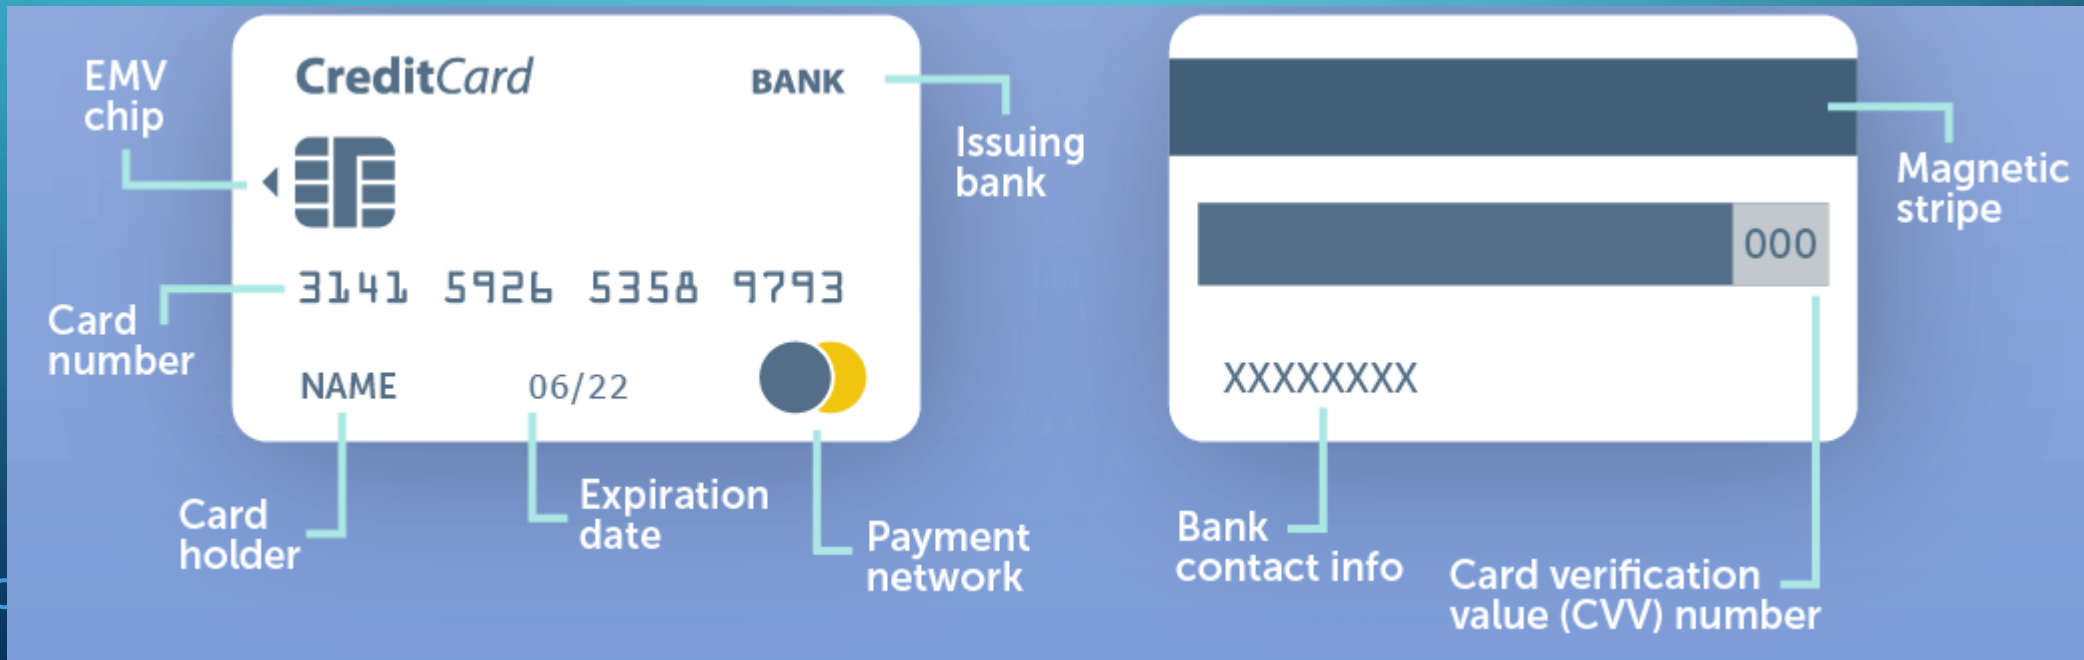 EMV
chip
CreditCard
BANK
Issuing
bank
3141 5926 5358 9793
Card
number
NAME
06/22
Card
holder
Expiration
date
Payment
network
Magnetic
stripe
000
XXXXXXXX
Bank
contact info
Card verification
value (CVV) number